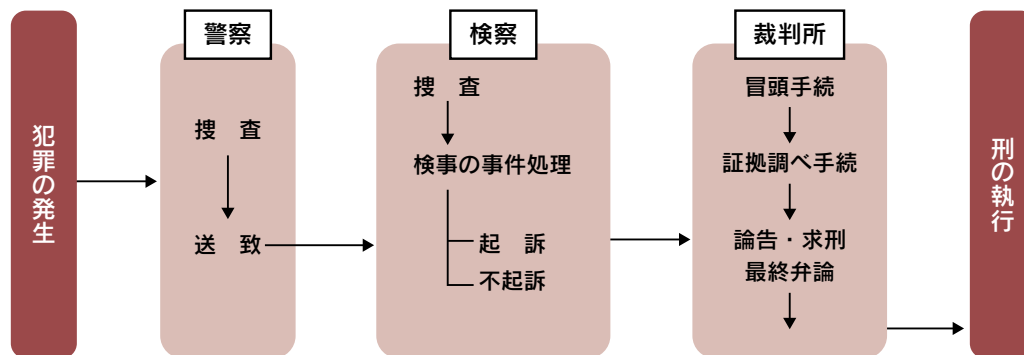 犯罪の発生
警察
捜　査
送　致
検察
捜　査
検事の事件処理
起　訴
不起訴
裁判所
冒頭手続
証拠調べ手続
論告・求刑
最終弁論
刑の執行